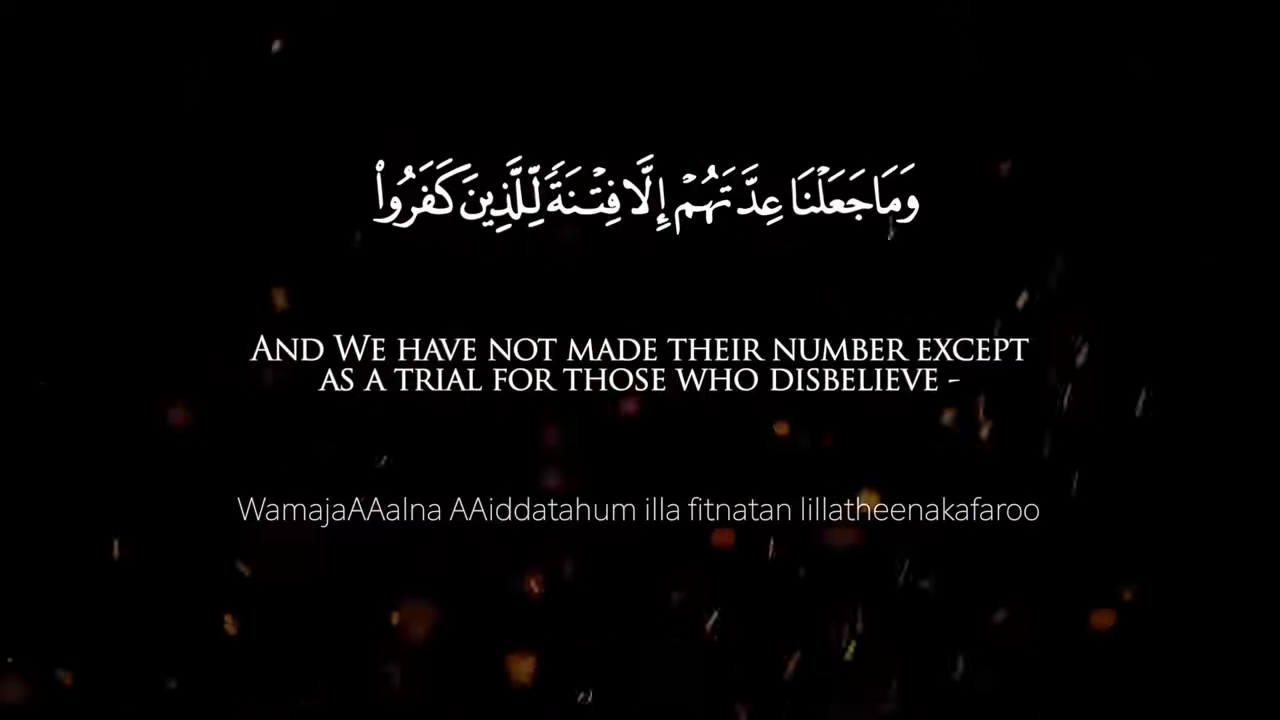 وَمَا جَعَلْنَا عِدَّتَهُمْ إِلَّا فِتْنَةً لِّلَّذِينَ كَفَرُوا۟
And We have not made their number except
as a trial for those who disbelieve -
WamajaAAalna AAiddatahum illa fitnatan lillatheenakafaroo